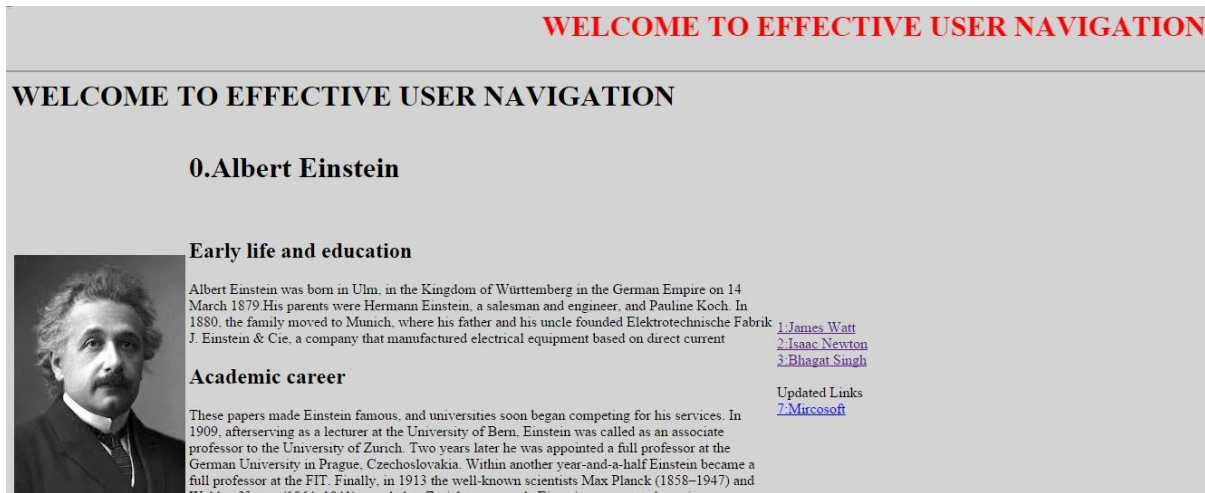 WELCOME TO EFFECTIVE USER NAVIGATION
WELCOME TO EFFECTIVE USER NAVIGATION
0.Albert Einstein
Early life and education
Albert Einstein was born in Ulm, in the Kingdom of Württemberg in the German Empire on 14
March 1879.His parents were Hermann Einstein, a salesman and engineer, and Pauline Koch. In
1880, the family moved to Munich, where his father and his uncle founded Elektrotechnische Fabrik
J. Einstein & Cie, a company that manufactured electrical equipment based on direct current
Academic career
These papers made Einstein famous, and universities soon began competing for his services. In
1909, afterserving as a lecturer at the University of Bern, Einstein was called as an associate
professor to the University of Zurich. Two years later he was appointed a full professor at the
German University in Prague, Czechoslovakia. Within another year-and-a-half Einstein became a
full professor at the FIT. Finally, in 1913 the well-known scientists Max Planck (1858–1947) and
1:James Watt
2:Isaac Newton
3:Bhagat Singh
Updated Links
7:Mircosoft